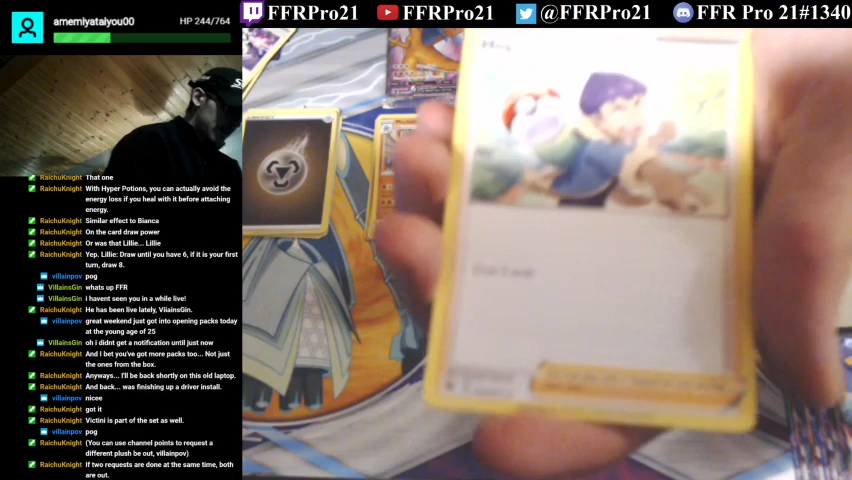 amemiyataiyou00
HP 244/764
FFRPro21
FFRPro21
@FFRPro21
FFR Pro 21#1340
RaichuKnight That one
RaichuKnight With Hyper Potions, you can actually avoid the
energy loss if you heal with it before attaching
energy.
RaichuKnight Similar effect to Bianca
RaichuKnight On the card draw power
RaichuKnight Or was that Lillie... Lillie
RaichuKnight Yep. Lillie: Draw until you have 6, if it is your first
turn, draw 8.
villainpov pog
VillainsGin whats up FFR
VillainsGin i havent seen you in a while live!
RaichuKnight He has been live lately, ViiainsGin.
villainpov great weekend just got into opening packs today
at the young age of 25
VillainsGin oh i didnt get a notification until just now
RaichuKnight And I bet you've got more packs too... Not just
the ones from the box.
RaichuKnight Anyways... I'll be back shortly on this old laptop.
RaichuKnight And back... was finishing up a driver install.
villainpov nicee
RaichuKnight got it
RaichuKnight Victini is part of the set as well.
villainpov pog
RaichuKnight (You can use channel points to request a
different plush be out, villainpov)
RaichuKnight If two requests are done at the same time, both
are out.